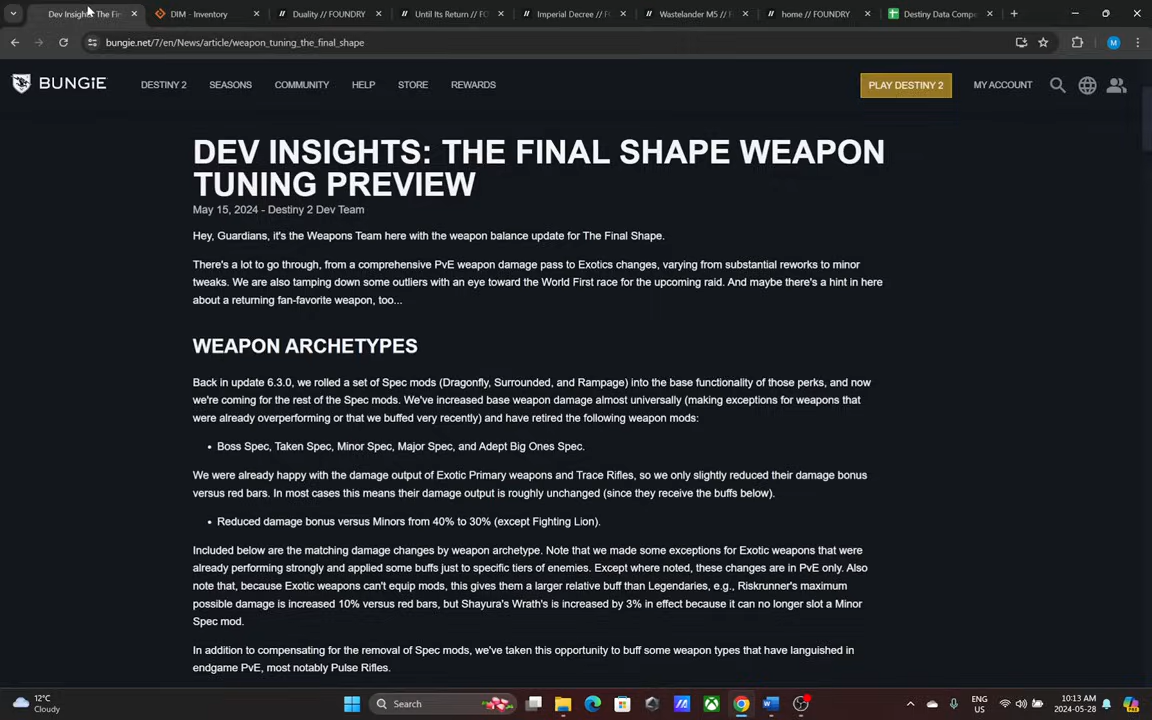 Dev Insights: The Fin
DIM - Inventory
Duality // FOUNDRY
Until Its Return // FO
Imperial Decree // F
Wastelander M5 // F
home // FOUNDRY
Destiny Data Comp
bungie.net/7/en/News/article/weapon_tuning_the_final_shape
M
BUNGiE
DESTINY 2
SEASONS
COMMUNITY
HELP
STORE
REWARDS
PLAY DESTINY 2
MY ACCOUNT
DEV INSIGHTS: THE FINAL SHAPE WEAPON
TUNING PREVIEW
May 15, 2024 - Destiny 2 Dev Team
Hey, Guardians, it's the Weapons Team here with the weapon balance update for The Final Shape.
There's a lot to go through, from a comprehensive PvE weapon damage pass to Exotics changes, varying from substantial reworks to minor
tweaks. We are also tamping down some outliers with an eye toward the World First race for the upcoming raid. And maybe there's a hint in here
about a returning fan-favorite weapon, too...
WEAPON ARCHETYPES
Back in update 6.3.0, we rolled a set of Spec mods (Dragonfly, Surrounded, and Rampage) into the base functionality of those perks, and now
we're coming for the rest of the Spec mods. We've increased base weapon damage almost universally (making exceptions for weapons that
were already overperforming or that we buffed very recently) and have retired the following weapon mods:
• Boss Spec, Taken Spec, Minor Spec, Major Spec, and Adept Big Ones Spec.
We were already happy with the damage output of Exotic Primary weapons and Trace Rifles, so we only slightly reduced their damage bonus
versus red bars. In most cases this means their damage output is roughly unchanged (since they receive the buffs below).
• Reduced damage bonus versus Minors from 40% to 30% (except Fighting Lion).
Included below are the matching damage changes by weapon archetype. Note that we made some exceptions for Exotic weapons that were
already performing strongly and applied some buffs just to specific tiers of enemies. Except where noted, these changes are in PvE only. Also
note that, because Exotic weapons can't equip mods, this gives them a larger relative buff than Legendaries, e.g., Riskrunner's maximum
possible damage is increased 10% versus red bars, but Shayura's Wrath's is increased by 3% in effect because it can no longer slot a Minor
Spec mod.
In addition to compensating for the removal of Spec mods, we've taken this opportunity to buff some weapon types that have languished in
endgame PvE, most notably Pulse Rifles.
12°C
Cloudy
Search
ENG
US
10:13 AM
2024-05-28